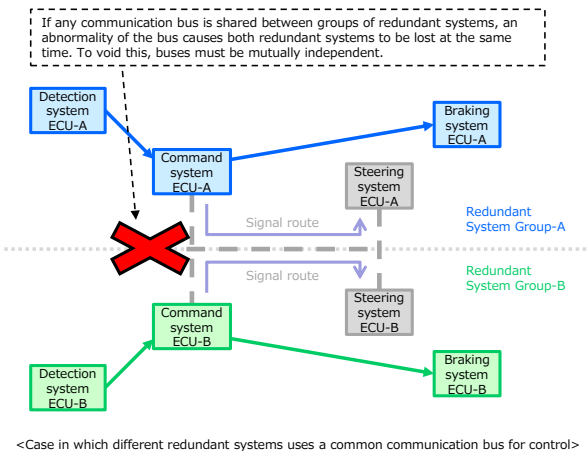 If any communication bus is shared between groups of redundant systems, an
abnormality of the bus causes both redundant systems to be lost at the same
time. To void this, buses must be mutually independent.
Detection
system
ECU-A
Braking
system
ECU-A
Command
system
ECU-A
Steering
system
ECU-A
Signal route
Redundant
System Group-A
Signal route
Redundant
System Group-B
Command
system
ECU-B
Steering
system
ECU-B
Detection
system
ECU-B
Braking
system
ECU-B
<Case in which different redundant systems uses a common communication bus for control>